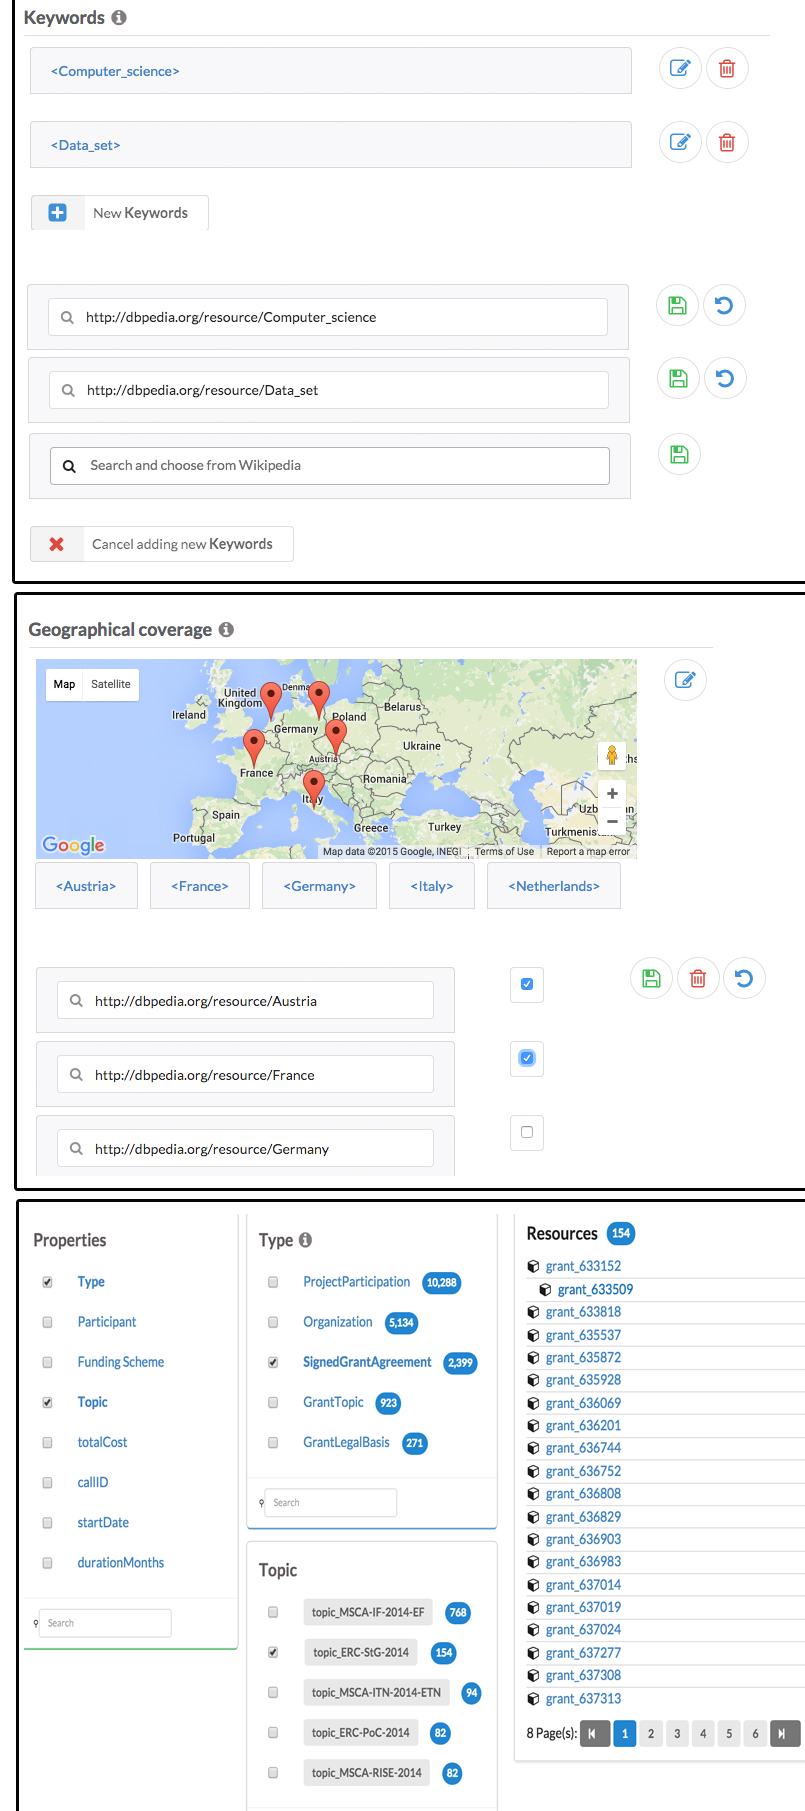 Keywords
<Computer_science>
<Data_set>
New Keywords
http://dbpedia.org/resource/Computer_science
http://dbpedia.org/resource/Data_set
Search and choose from Wikipedia
Cancel adding new Keywords
Geographical coverage
Map Satellite
United Kingdom
Denma
Ireland
Poland
Belarus
Germany
Ukraine
Austria
France
Romania
Italy
Uzb
an
Spain
Greece
Turkey
Turkmenis
Portugal
Google
Map data ©2015 Google, INEGI Terms of Use Report a map error
<Austria> <France> <Germany> <Italy> <Netherlands>
http://dbpedia.org/resource/Austria
http://dbpedia.org/resource/France
http://dbpedia.org/resource/Germany
Properties
Type
Participant
Funding Scheme
Topic
totalCost
callID
startDate
durationMonths
Search
Type
ProjectParticipation 10,288
Organization 5,134
SignedGrantAgreement 2,399
GrantTopic 923
GrantLegalBasis 271
Search
Topic
topic_MSCA-IF-2014-EF 768
topic_ERC-StG-2014 154
topic_MSCA-ITN-2014-ETN 94
topic_ERC-PoC-2014 82
topic_MSCA-RISE-2014 82
Resources 154
grant_633152
grant_633509
grant_633818
grant_635537
grant_635872
grant_635928
grant_636069
grant_636201
grant_636744
grant_636752
grant_636808
grant_636829
grant_636903
grant_636983
grant_637014
grant_637019
grant_637024
grant_637277
grant_637308
grant_637313
8 Page(s): 1 2 3 4 5 6